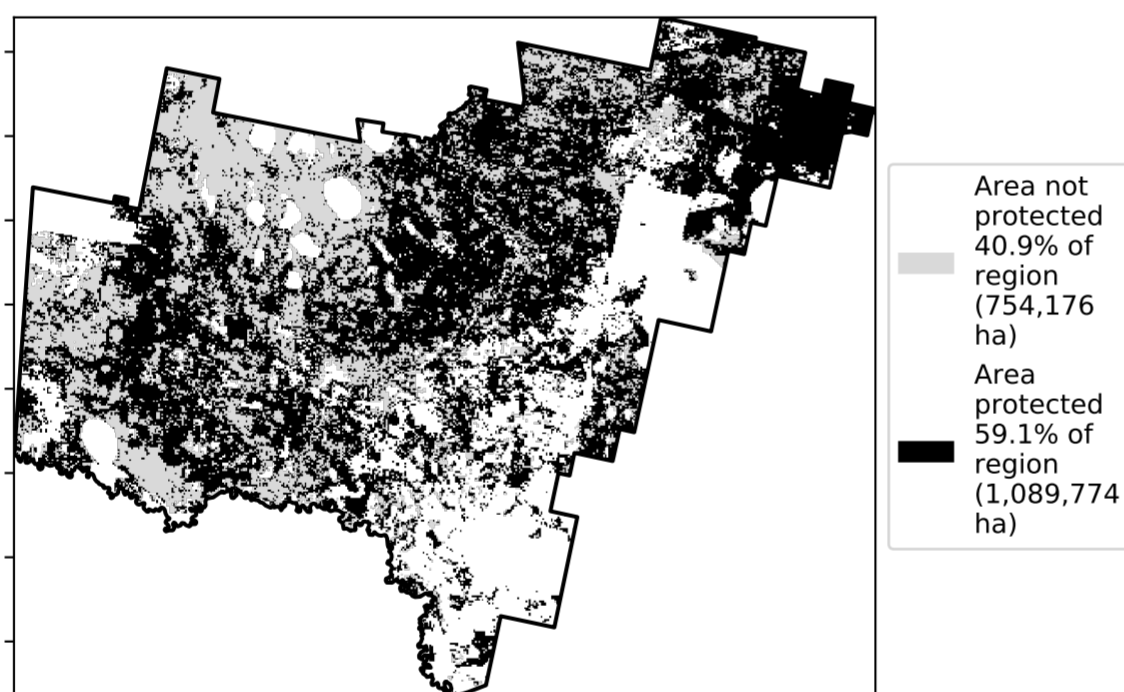 Area not
protected
40.9% of
region
(754,176
ha)
Area
protected
59.1% of
region
(1,089,774
ha)